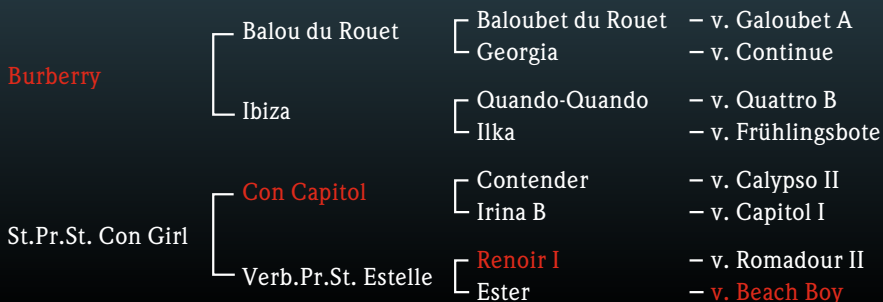 Balou du Rouet
Baloubet du Rouet – v. Galoubet A
Georgia – v. Continue
Burberry
Ibiza
Quando-Quando – v. Quattro B
Ilka – v. Frühlingsbote
Con Capitol
Contender – v. Calypso II
Irina B – v. Capitol I
St.Pr.St. Con Girl
Verb.Pr.St. Estelle
Renoir I – v. Romadour II
Ester – v. Beach Boy